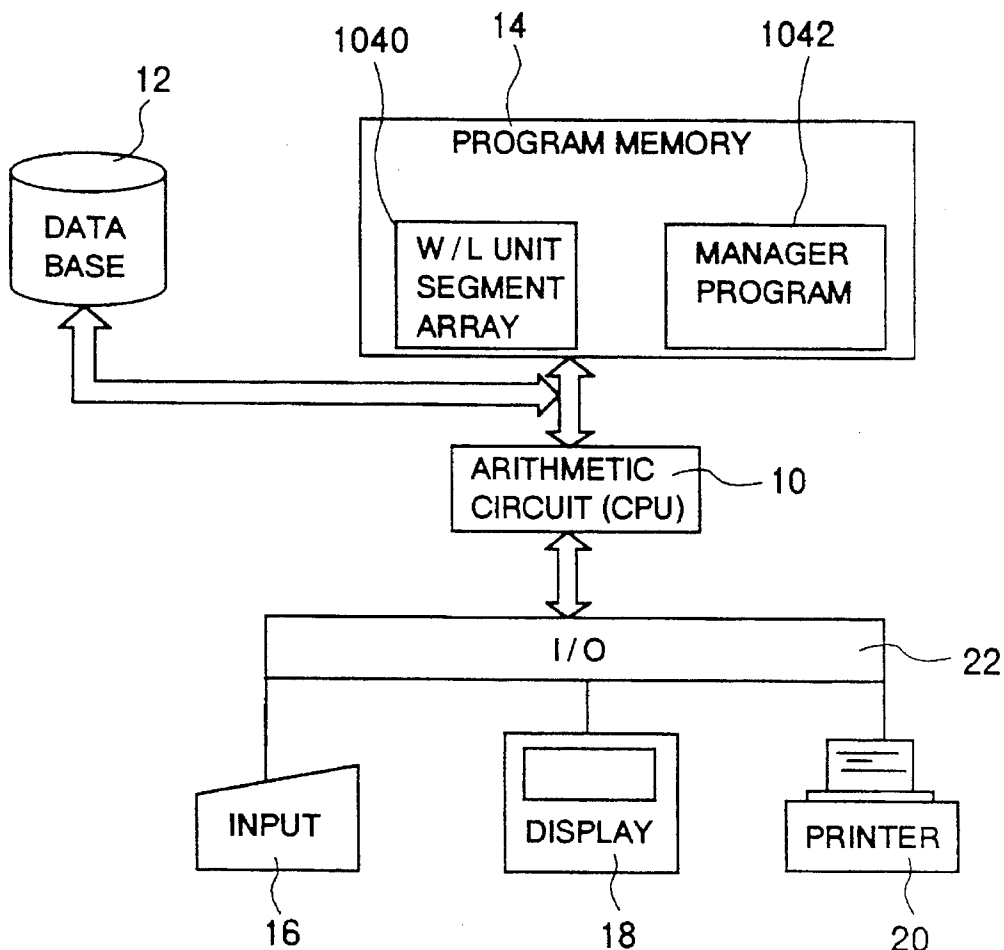 14
1040
1042
12
PROGRAM MEMORY
DATA
BASE
W/L UNIT
SEGMENT
ARRAY
MANAGER
PROGRAM
ARITHMETIC
CIRCUIT (CPU)
10
I/O
22
INPUT
DISPLAY
PRINTER
16
18
20